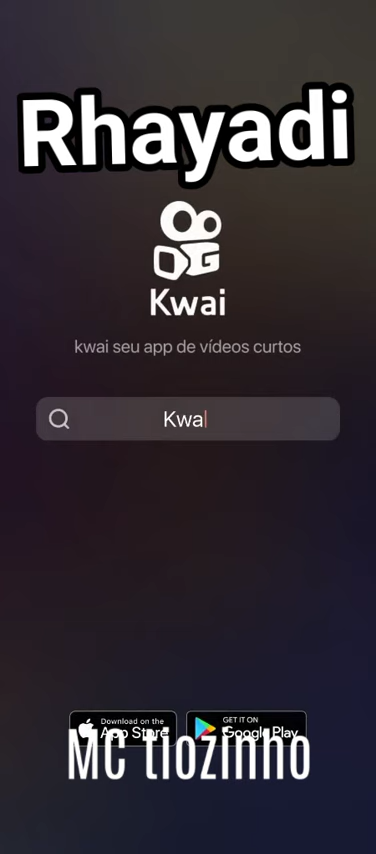 Rhayadi
Kwai
kwai seu app de vídeos curtos
Kwa
Download on the
App Store
GET IT ON
Google Play
MC tiozinho